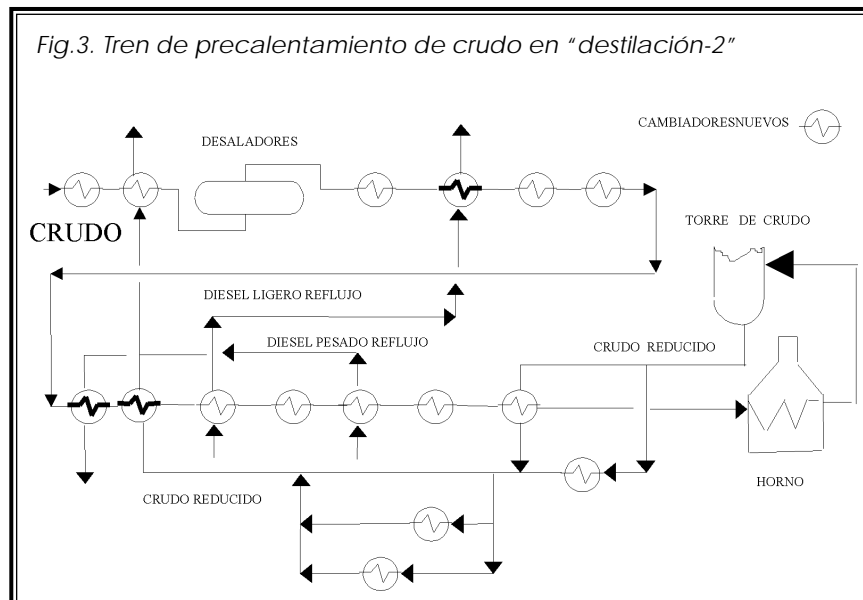 Fig.3. Tren de precalentamiento de crudo en “destilación-2”
CAMBIADORESNUEVOS
DESALADORES
CRUDO
TORRE DE CRUDO
DIESEL LIGERO REFLUJO
DIESEL PESADO REFLUJO
CRUDO REDUCIDO
CRUDO REDUCIDO
HORNO